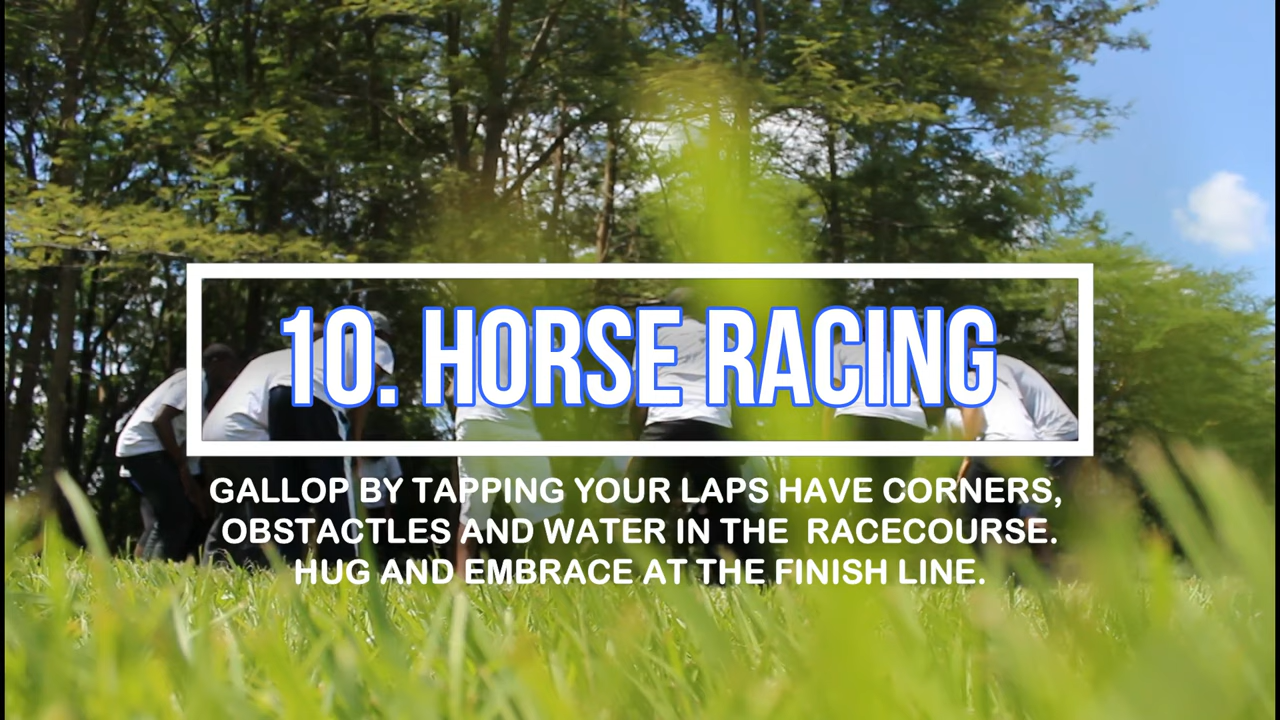 10. HORSE RACING
GALLOP BY TAPPING YOUR LAPS HAVE CORNERS,
OBSTACTLES AND WATER IN THE RACECOURSE.
HUG AND EMBRACE AT THE FINISH LINE.